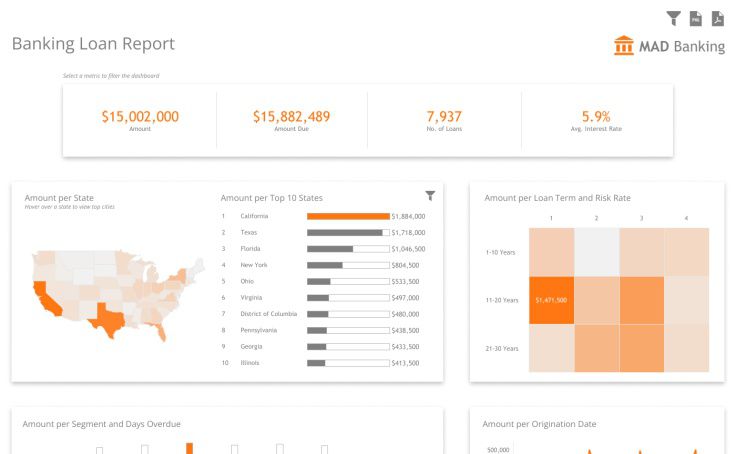 Banking Loan Report
MAD Banking
Select a metric to filter the dashboard
$15,002,000
Amount
$15,882,489
Amount Due
7,937
No. of Loans
5.9%
Avg. Interest Rate
Amount per State
Hover over a state to view top cities
Amount per Top 10 States
1 California $1,884,000
2 Texas $1,718,000
3 Florida $1,046,500
4 New York $804,500
5 Ohio $533,500
6 Virginia $497,000
7 District of Columbia $480,000
8 Pennsylvania $438,500
9 Georgia $433,500
10 Illinois $413,500
Amount per Loan Term and Risk Rate
1 2 3 4
1-10 Years
11-20 Years $1,471,500
21-30 Years
Amount per Segment and Days Overdue
Amount per Origination Date
500,000